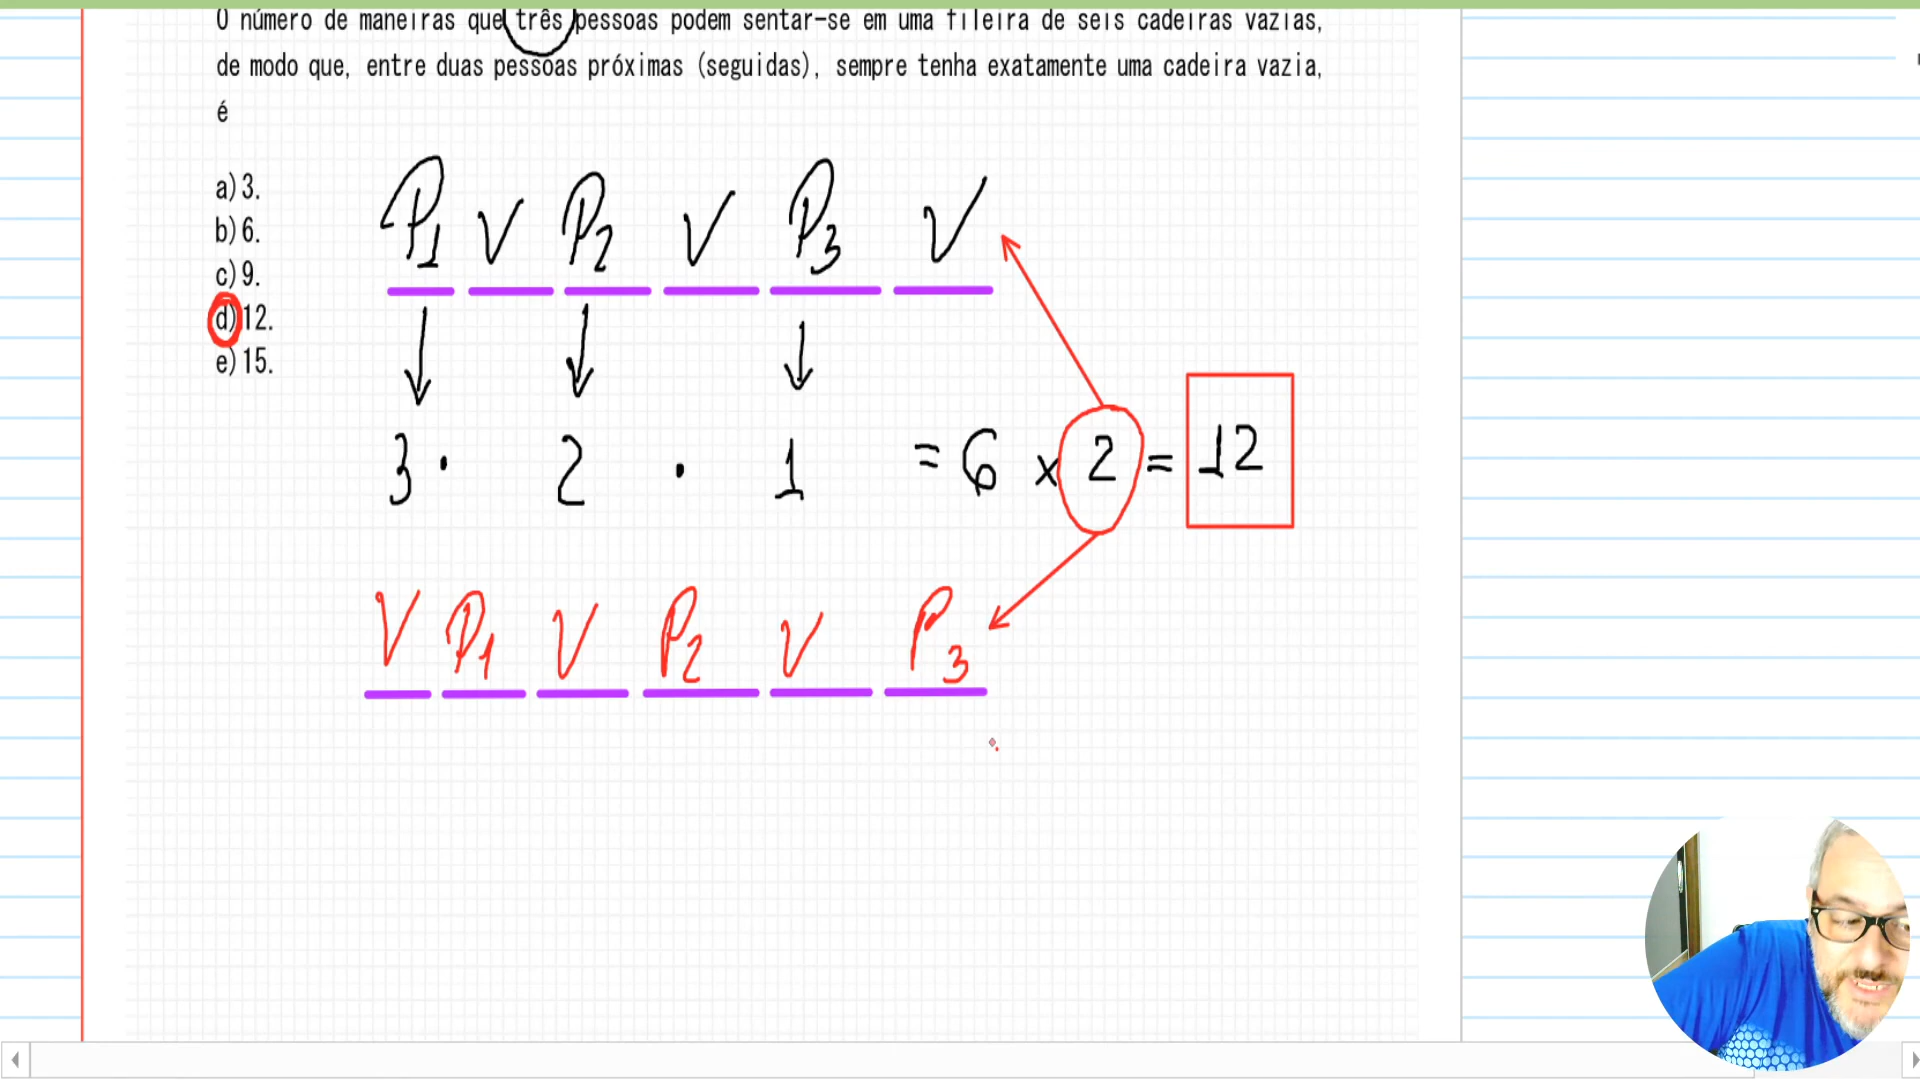 O número de maneiras que três pessoas podem sentar-se em uma fileira de seis cadeiras vazias,
de modo que, entre duas pessoas próximas (seguidas), sempre tenha exatamente uma cadeira vazia,
é
a) 3.
b) 6.
c) 9.
d) 12.
e) 15.
P1 V P2 V P3 V
3 · 2 · 1 = 6 x 2 = 12
V P1 V P2 V P3